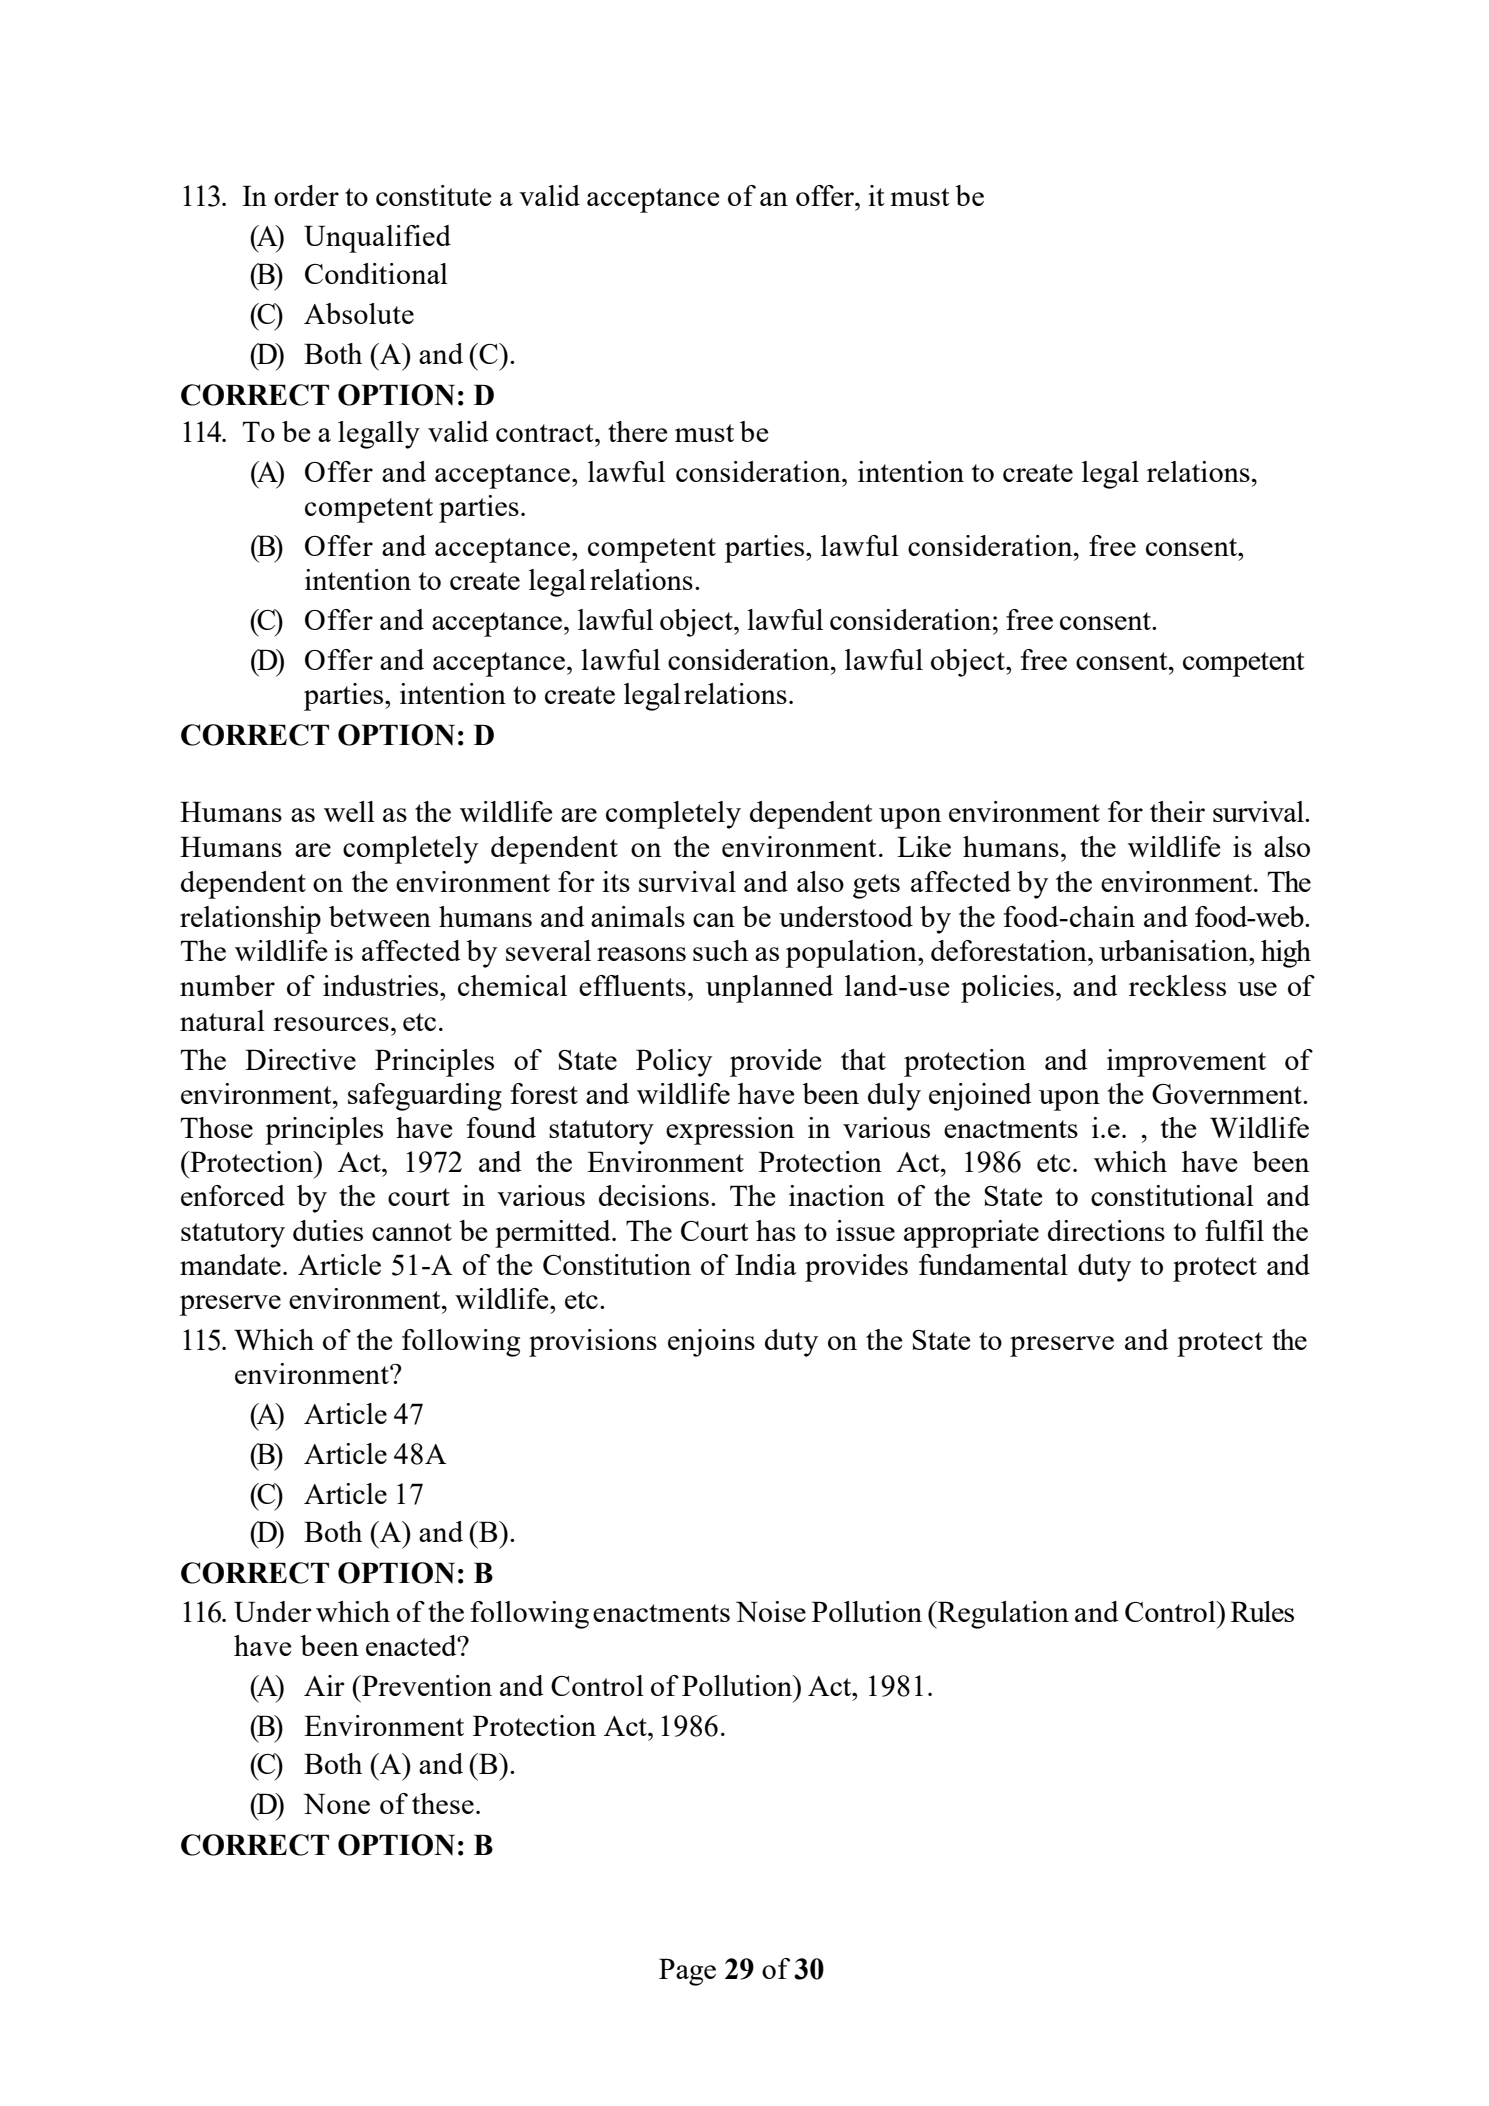 113. In order to constitute a valid acceptance of an offer, it must be
(A) Unqualified
(B) Conditional
(C) Absolute
(D) Both (A) and (C).
CORRECT OPTION: D
114. To be a legally valid contract, there must be
(A) Offer and acceptance, lawful consideration, intention to create legal relations,
competent parties.
(B) Offer and acceptance, competent parties, lawful consideration, free consent,
intention to create legal relations.
(C) Offer and acceptance, lawful object, lawful consideration; free consent.
(D) Offer and acceptance, lawful consideration, lawful object, free consent, competent
parties, intention to create legal relations.
CORRECT OPTION: D
Humans as well as the wildlife are completely dependent upon environment for their survival.
Humans are completely dependent on the environment. Like humans, the wildlife is also
dependent on the environment for its survival and also gets affected by the environment. The
relationship between humans and animals can be understood by the food-chain and food-web.
The wildlife is affected by several reasons such as population, deforestation, urbanisation, high
number of industries, chemical effluents, unplanned land-use policies, and reckless use of
natural resources, etc.
The Directive Principles of State Policy provide that protection and improvement of
environment, safeguarding forest and wildlife have been duly enjoined upon the Government.
Those principles have found statutory expression in various enactments i.e. , the Wildlife
(Protection) Act, 1972 and the Environment Protection Act, 1986 etc. which have been
enforced by the court in various decisions. The inaction of the State to constitutional and
statutory duties cannot be permitted. The Court has to issue appropriate directions to fulfil the
mandate. Article 51-A of the Constitution of India provides fundamental duty to protect and
preserve environment, wildlife, etc.
115. Which of the following provisions enjoins duty on the State to preserve and protect the
environment?
(A) Article 47
(B) Article 48A
(C) Article 17
(D) Both (A) and (B).
CORRECT OPTION: B
116. Under which of the following enactments Noise Pollution (Regulation and Control) Rules
have been enacted?
(A) Air (Prevention and Control of Pollution) Act, 1981.
(B) Environment Protection Act, 1986.
(C) Both (A) and (B).
(D) None of these.
CORRECT OPTION: B
Page 29 of 30